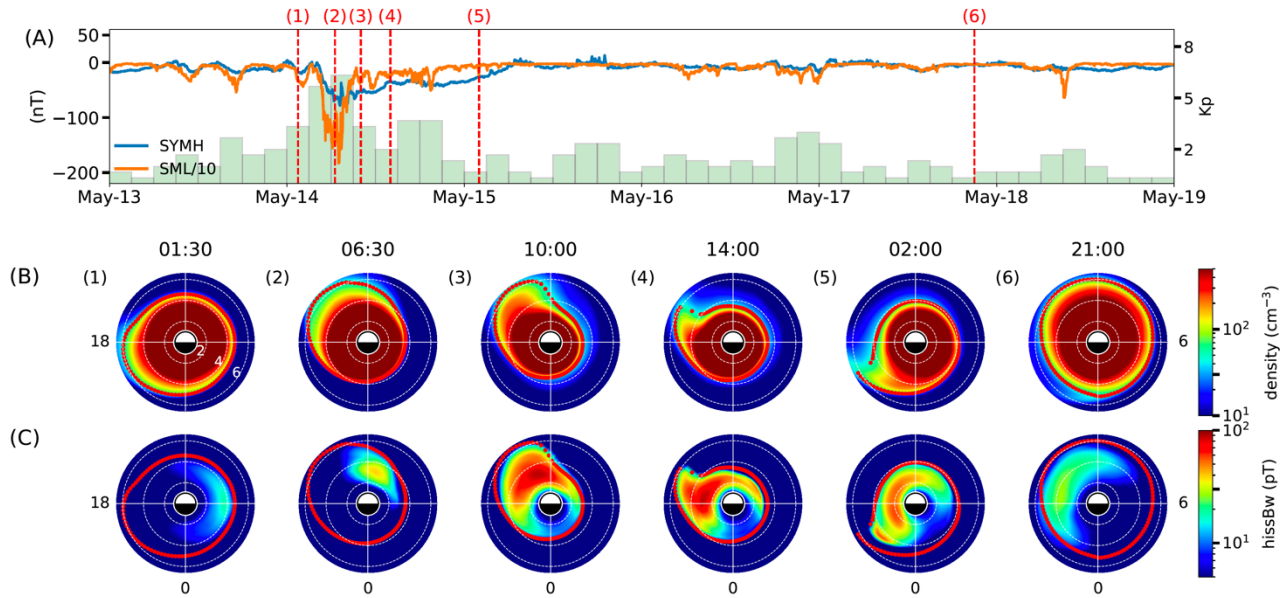 (1) (2) (3) (4) (5) (6)
(A)
50
0
−100
−200
(nT)
8
5
2
Kp
SYMH
SML/10
May-13 May-14 May-15 May-16 May-17 May-18 May-19
01:30 06:30 10:00 14:00 02:00 21:00
(B) (1) (2) (3) (4) (5) (6)
18 2 4 6 6
10² 10¹ density (cm⁻³)
(C)
18 6
10² 10¹ hissBw (pT)
0 0 0 0 0 0